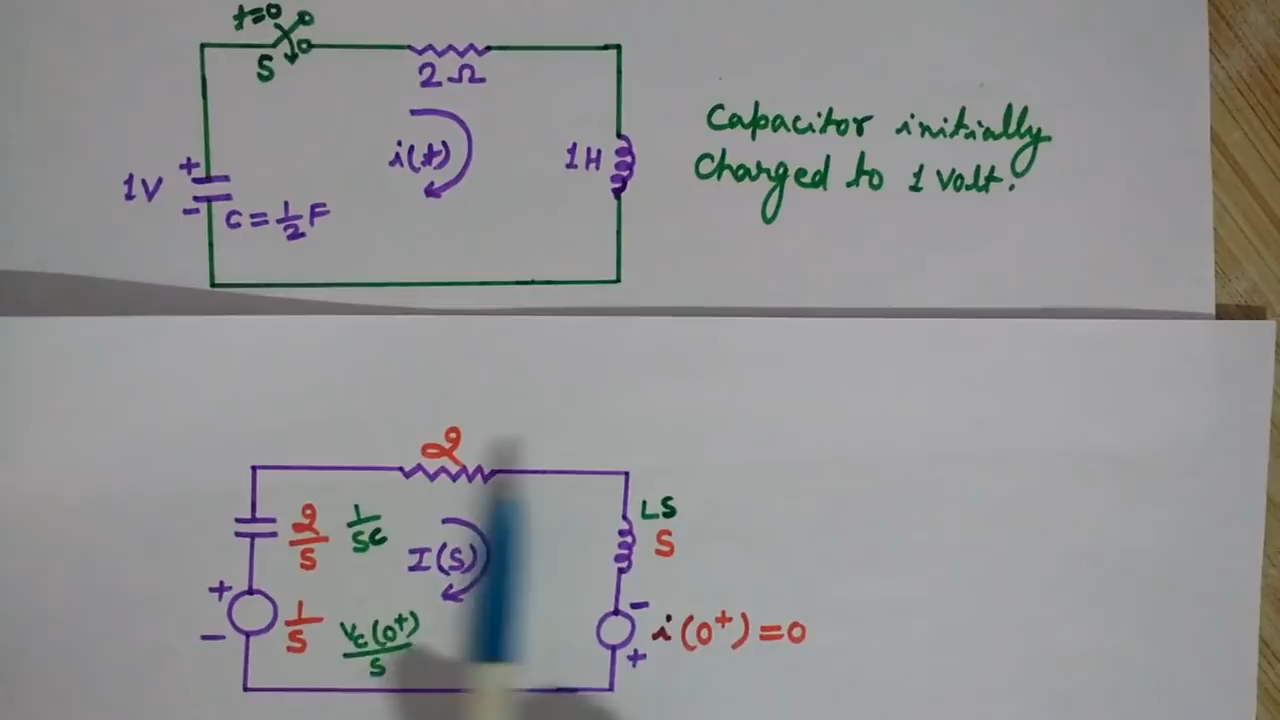 t=0
S
2 Ω
i(t)
1H
1V
+
-
C = 1/2 F
Capacitor initially
Charged to 1 Volt.
2
2/S 1/SC
I(S)
LS
S
+
-
1/S Vc(0+)/S
-
+
i(0+) = 0